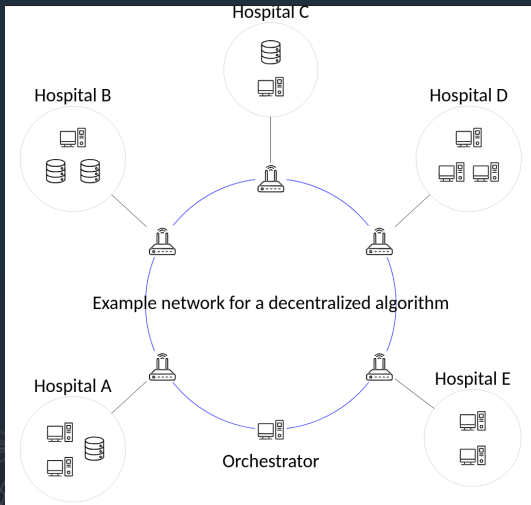 Hospital C
Hospital B
Hospital D
Example network for a decentralized algorithm
Hospital A
Hospital E
Orchestrator